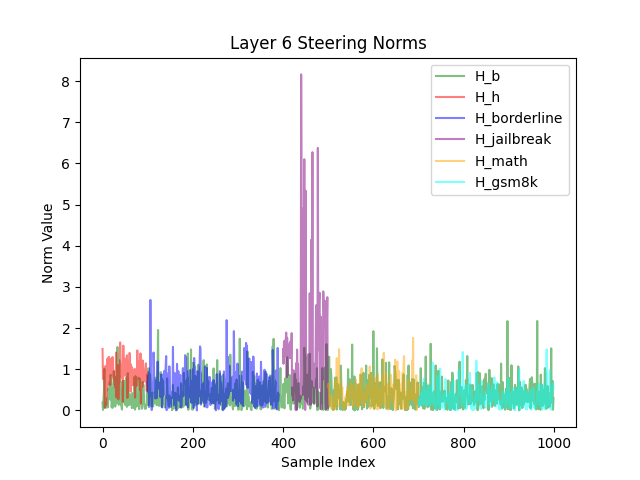 Layer 6 Steering Norms
H_b
H_h
H_borderline
H_jailbreak
H_math
H_gsm8k
Norm Value
8
7
6
5
4
3
2
1
0
0 200 400 600 800 1000
Sample Index